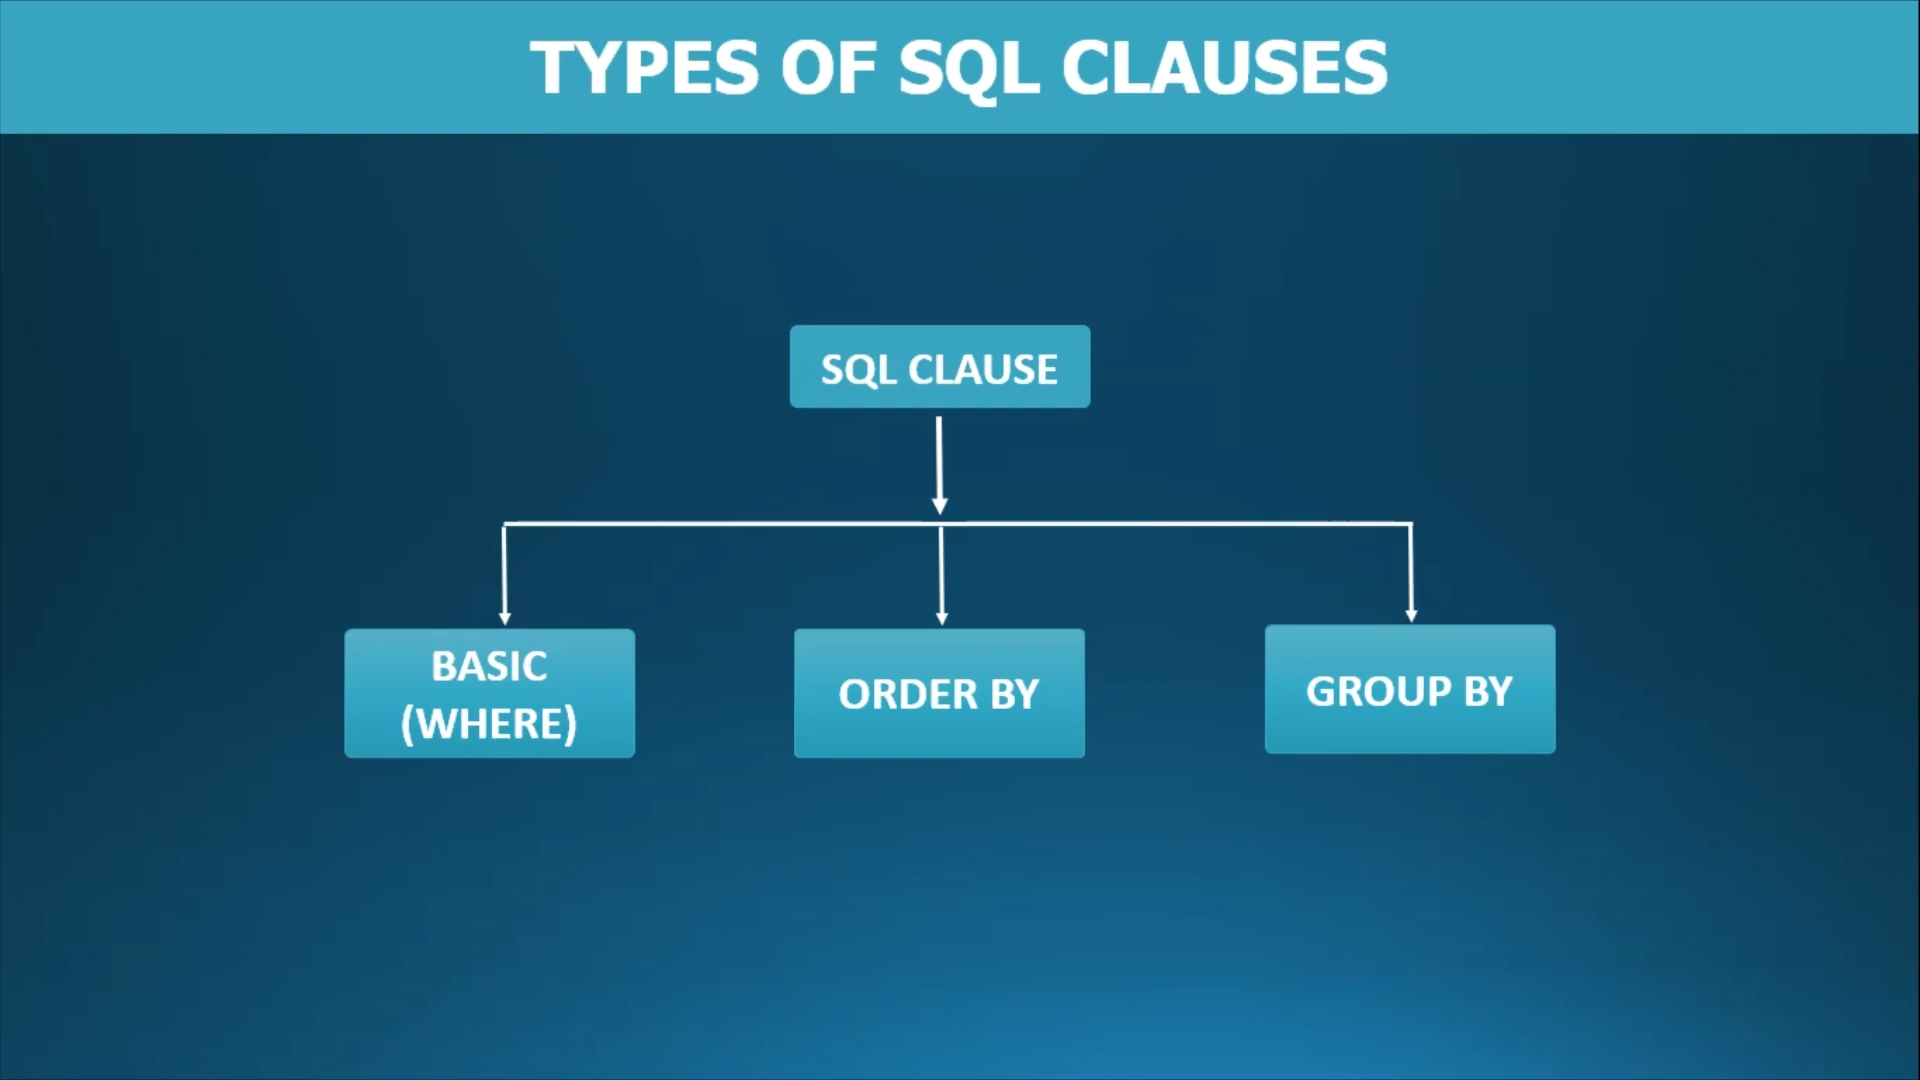 TYPES OF SQL CLAUSES
SQL CLAUSE
BASIC
(WHERE)
ORDER BY
GROUP BY